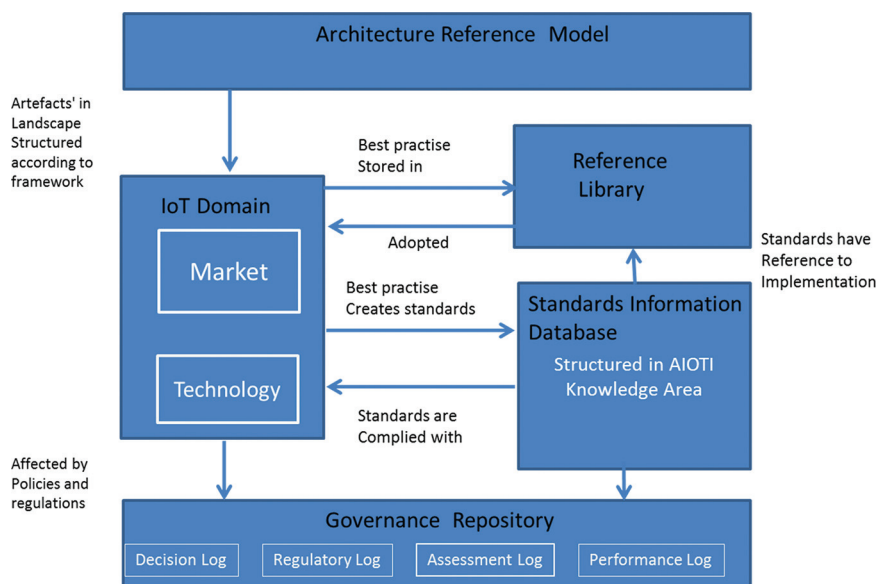 Architecture Reference Model
Artefacts' in
Landscape
Structured
according to
framework
Best practise
Stored in
Reference
Library
IoT Domain
Adopted
Standards have
Reference to
Implementation
Market
Best practise
Creates standards
Standards Information
Database
Structured in AIOTI
Knowledge Area
Technology
Standards are
Complied with
Affected by
Policies and
regulations
Governance Repository
Decision Log
Regulatory Log
Assessment Log
Performance Log